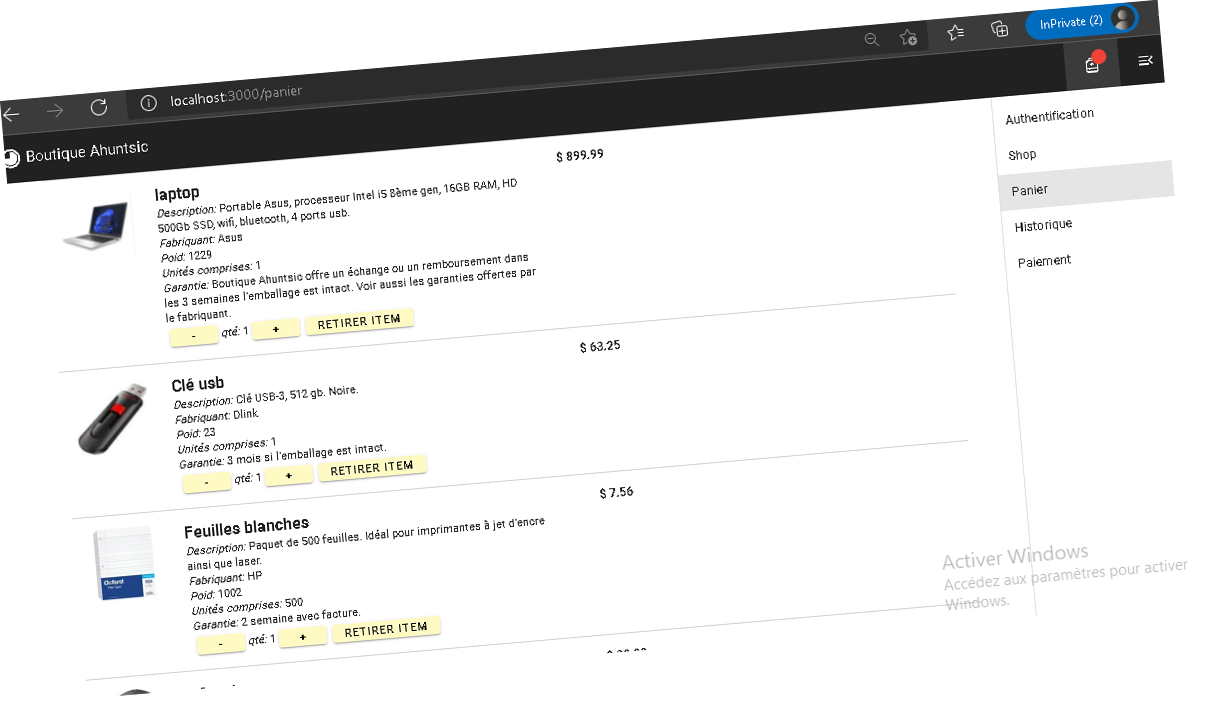 InPrivate (2)
localhost:3000/panier
Boutique Ahuntsic
Authentification
Shop
Panier
Historique
Paiement
laptop
$ 899.99
Description: Portable Asus, processeur Intel i5 8ème gen, 16GB RAM, HD
500Gb SSD, wifi, bluetooth, 4 ports usb.
Fabriquant: Asus
Poid: 1229
Unités comprises: 1
Garantie: Boutique Ahuntsic offre un échange ou un remboursement dans
les 3 semaines l'emballage est intact. Voir aussi les garanties offertes par
le fabriquant.
- qté: 1 + RETIRER ITEM
Clé usb
$ 63.25
Description: Clé USB-3, 512 gb. Noire.
Fabriquant: Dlink
Poid: 23
Unités comprises: 1
Garantie: 3 mois si l'emballage est intact.
- qté: 1 + RETIRER ITEM
Feuilles blanches
$ 7.56
Description: Paquet de 500 feuilles. Idéal pour imprimantes à jet d'encre
ainsi que laser.
Fabriquant: HP
Poid: 1002
Unités comprises: 500
Garantie: 2 semaine avec facture.
- qté: 1 + RETIRER ITEM
Oxford
Activer Windows
Accédez aux paramètres pour activer
Windows.